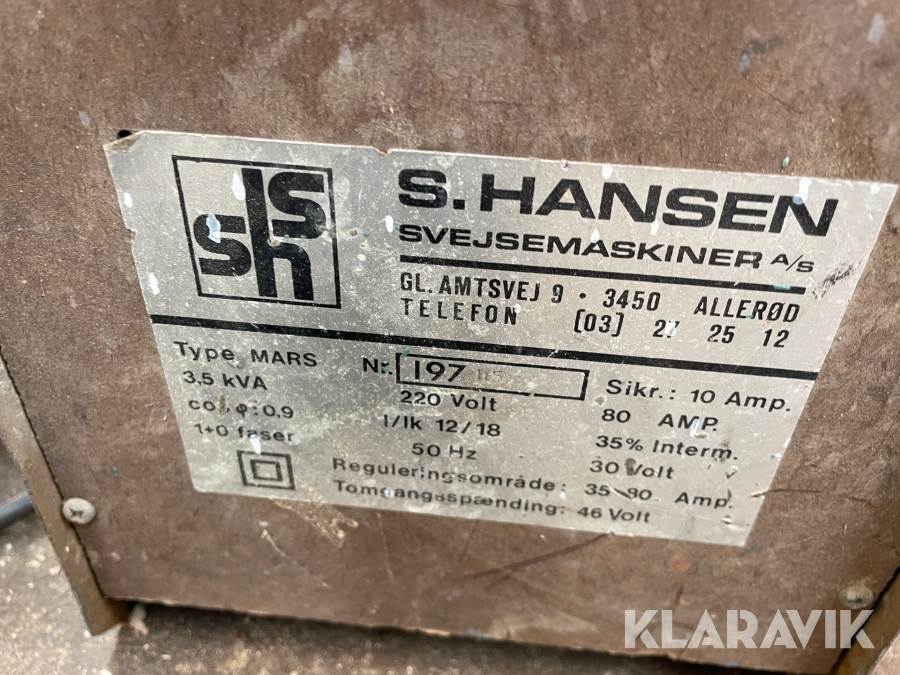 SSh
S. HANSEN
SVEJSEMASKINER A/S
GL. AMTSVEJ 9 · 3450 ALLERØD
TELEFON [03] 27 25 12
Type MARS Nr. 197 Sikr.: 10 Amp.
3,5 kVA 220 Volt 80 AMP.
co φ: 0,9 I/Ik 12/18 35% Interm.
1+0 faser 50 Hz 30 Volt
Reguleringsområde: 35-80 Amp.
Tomgangsspænding: 46 Volt
KLARAVIK